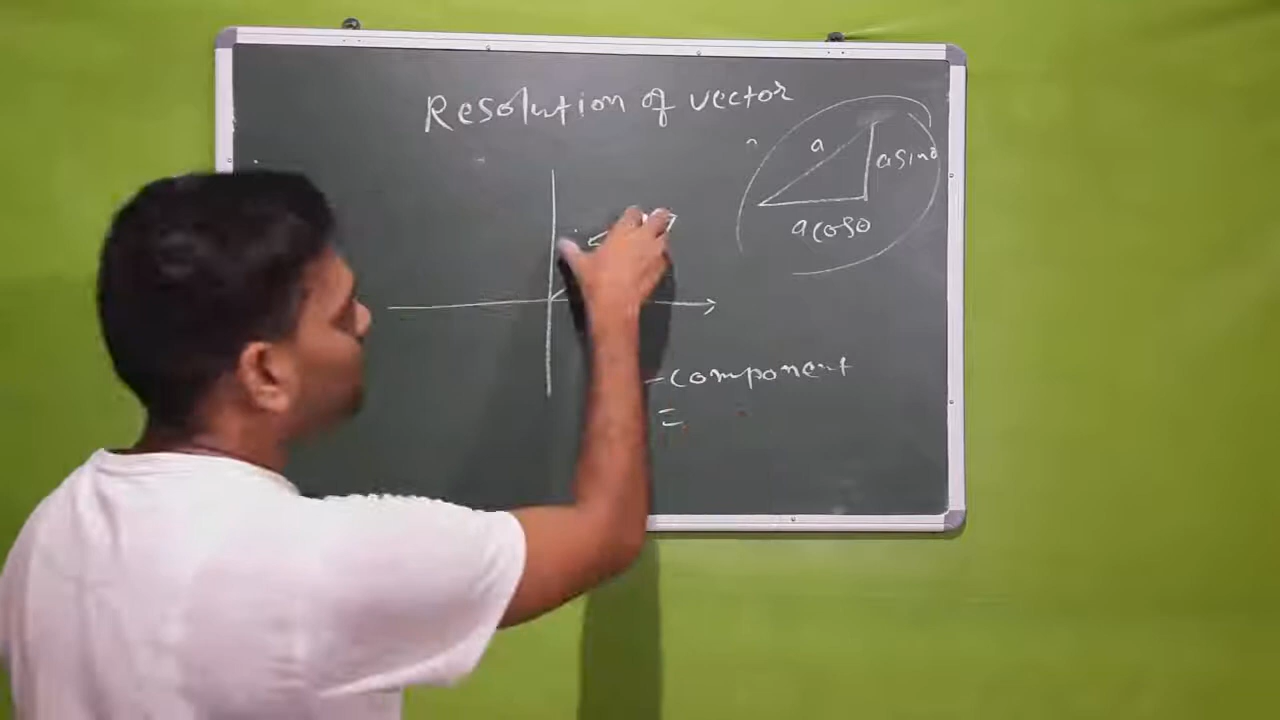 Resolution of vector
a
a sinθ
a cosθ
-component
=